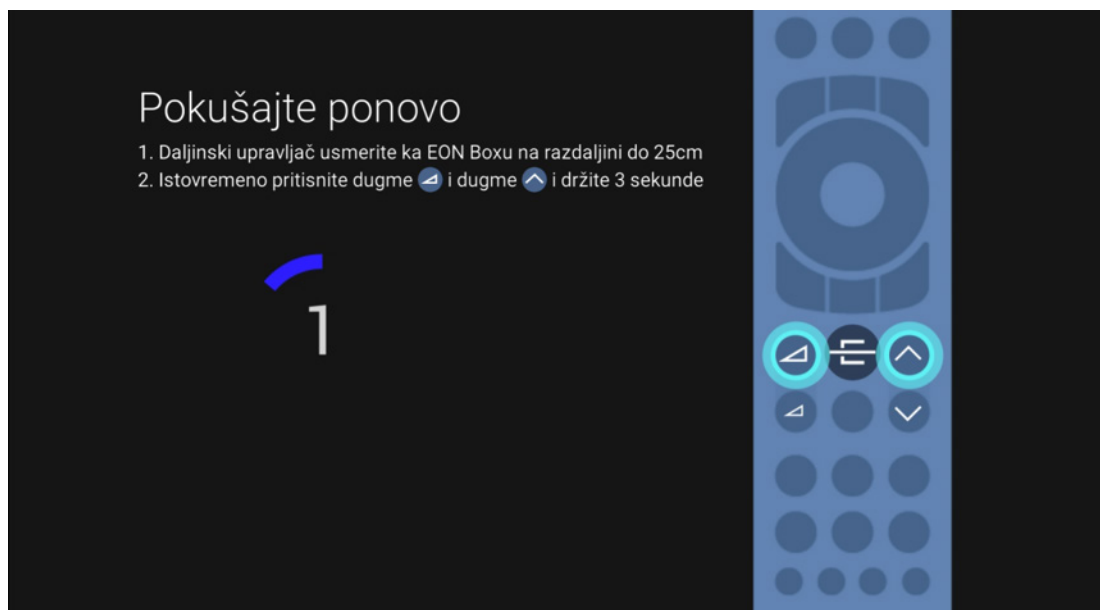 Pokušajte ponovo
1. Daljinski upravljač usmerite ka EON Boxu na razdaljini do 25cm
2. Istovremeno pritisnite dugme i dugme i držite 3 sekunde
1